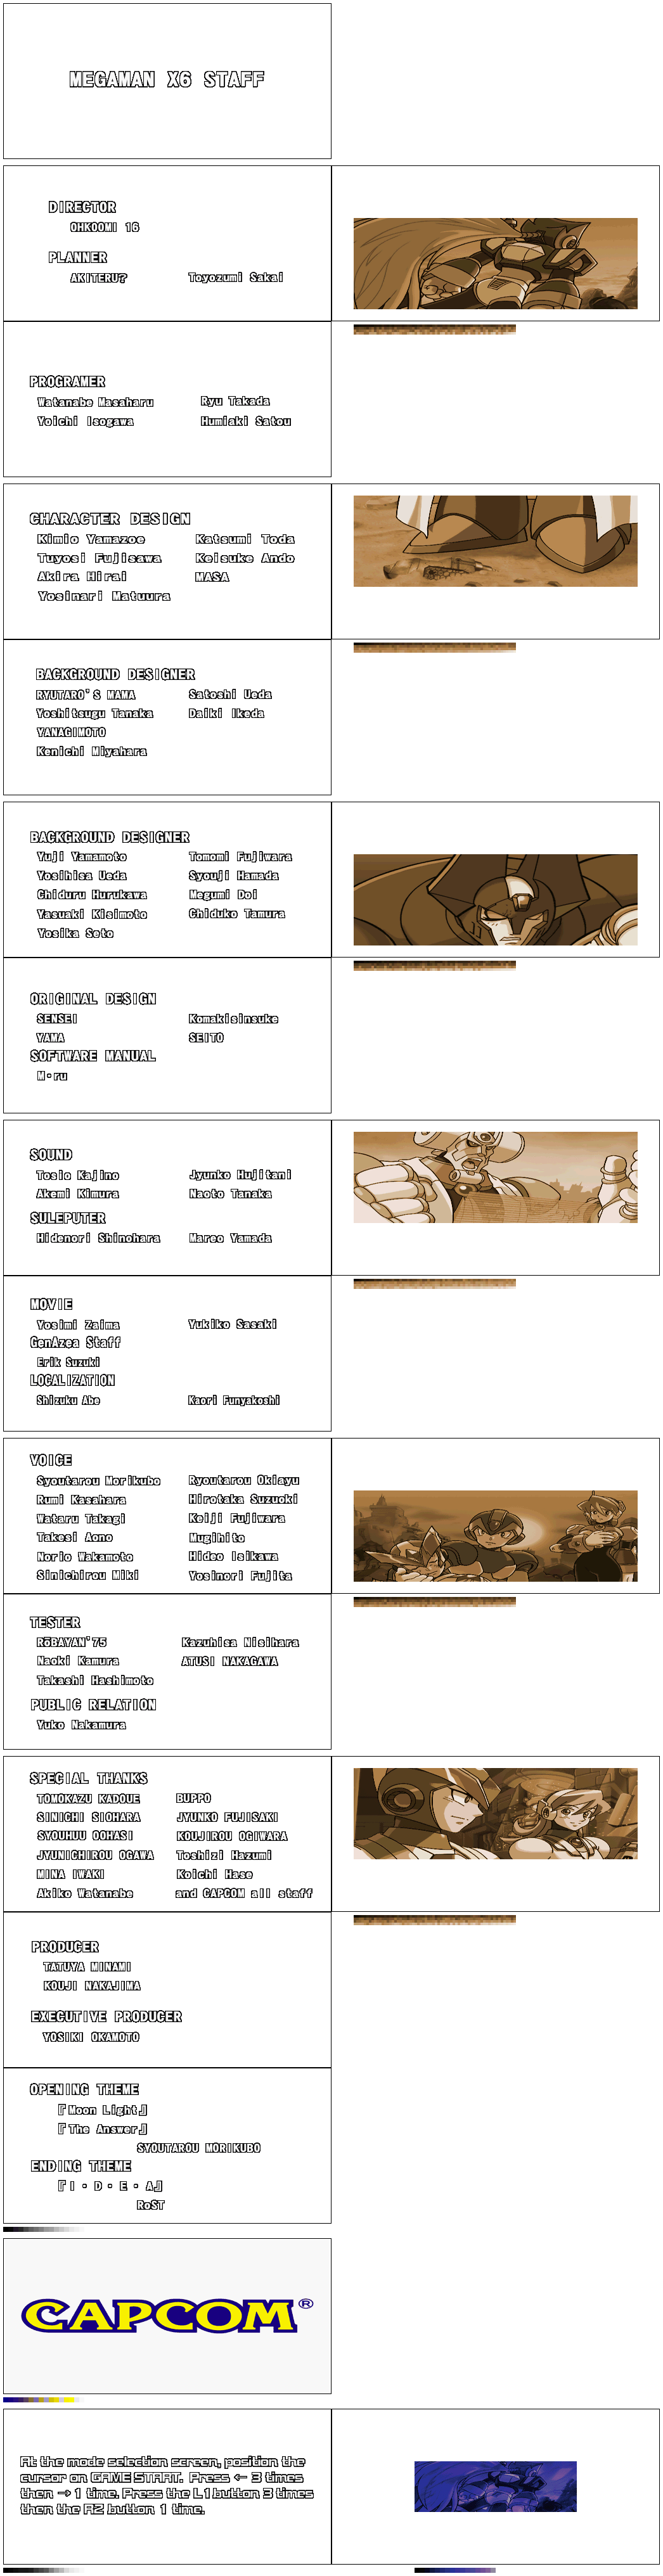 MEGAMAN X6 STAFF
DIRECTOR
OHKOOMI 16
PLANNER
AKITERU? Toyozumi Sakai
PROGRAMER
Watanabe Masaharu Ryu Takada
Yoichi Isogawa Humiaki Satou
CHARACTER DESIGN
Kimio Yamazoe Katsumi Toda
Tuyosi Fujisawa Keisuke Ando
Akira Hirai MASA
Yosinari Matuura
BACKGROUND DESIGNER
RYUTARO'S MAMA Satoshi Ueda
Yoshitsugu Tanaka Daiki Ikeda
YANAGIMOTO
Kenichi Miyahara
BACKGROUND DESIGNER
Yuji Yamamoto Tomomi Fujiwara
Yosihisa Ueda Syouji Hamada
Chiduru Hurukawa Megumi Doi
Yasuaki Kisimoto Chiduko Tamura
Yosika Seto
ORIGINAL DESIGN
SENSEI Komakisinsuke
YAMA SEITO
SOFTWARE MANUAL
M・ru
SOUND
Tosio Kajino Jyunko Hujitani
Akemi Kimura Naoto Tanaka
SULEPUTER
Hidenori Shinohara Mareo Yamada
MOVIE
Yosimi Zaima Yukiko Sasaki
GenAzea Staff
Erik Suzuki
LOCALIZATION
Shizuku Abe Kaori Funyakoshi
VOICE
Syoutarou Morikubo Ryoutarou Okiayu
Rumi Kasahara Hirotaka Suzuoki
Wataru Takagi Keiji Fujiwara
Takesi Aono Mugihito
Norio Wakamoto Hideo Isikawa
Sinichirou Miki Yosinori Fujita
TESTER
RōBAYAN'75 Kazuhisa Nisihara
Naoki Kamura ATUSI NAKAGAWA
Takashi Hashimoto
PUBLIC RELATION
Yuko Nakamura
SPECIAL THANKS
TOMOKAZU KADOUE BUPPO
SINICHI SIOHARA JYUNKO FUJISAKI
SYOUHUU OOHASI KOUJIROU OGIWARA
JYUNICHIROU OGAWA Toshizi Hazumi
MINA IWAKI Koichi Hase
Akiko Watanabe and CAPCOM all staff
PRODUCER
TATUYA MINAMI
KOUJI NAKAJIMA
EXECUTIVE PRODUCER
YOSIKI OKAMOTO
OPENING THEME
『Moon Light』
『The Answer』
SYOUTAROU MORIKUBO
ENDING THEME
『I・D・E・A』
RoST
CAPCOM®
At the mode selection screen, position the
cursor on GAME START. Press ← 3 times
then → 1 time. Press the L1 button 3 times
then the R2 button 1 time.